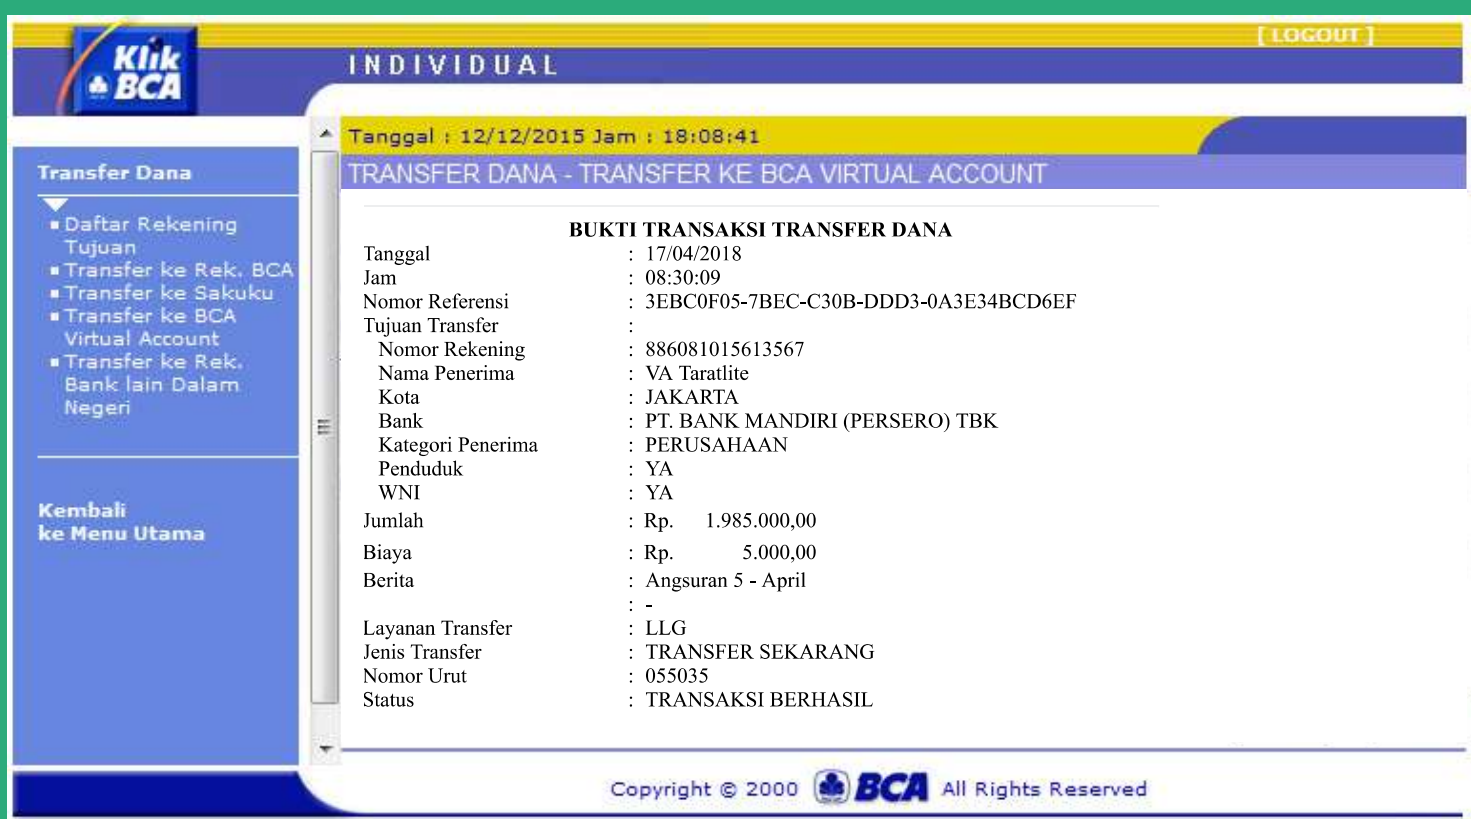 Klik
BCA
[ LOGOUT ]
INDIVIDUAL
Tanggal : 12/12/2015 Jam : 18:08:41
TRANSFER DANA - TRANSFER KE BCA VIRTUAL ACCOUNT
Transfer Dana
Daftar Rekening
Tujuan
Transfer ke Rek. BCA
Transfer ke Sakuku
Transfer ke BCA
Virtual Account
Transfer ke Rek.
Bank lain Dalam
Negeri
Kembali
ke Menu Utama
BUKTI TRANSAKSI TRANSFER DANA
Tanggal : 17/04/2018
Jam : 08:30:09
Nomor Referensi : 3EBC0F05-7BEC-C30B-DDD3-0A3E34BCD6EF
Tujuan Transfer :
Nomor Rekening : 886081015613567
Nama Penerima : VA Taratlite
Kota : JAKARTA
Bank : PT. BANK MANDIRI (PERSERO) TBK
Kategori Penerima : PERUSAHAAN
Penduduk : YA
WNI : YA
Jumlah : Rp. 1.985.000,00
Biaya : Rp. 5.000,00
Berita : Angsuran 5 - April
: -
Layanan Transfer : LLG
Jenis Transfer : TRANSFER SEKARANG
Nomor Urut : 055035
Status : TRANSAKSI BERHASIL
Copyright © 2000 BCA All Rights Reserved